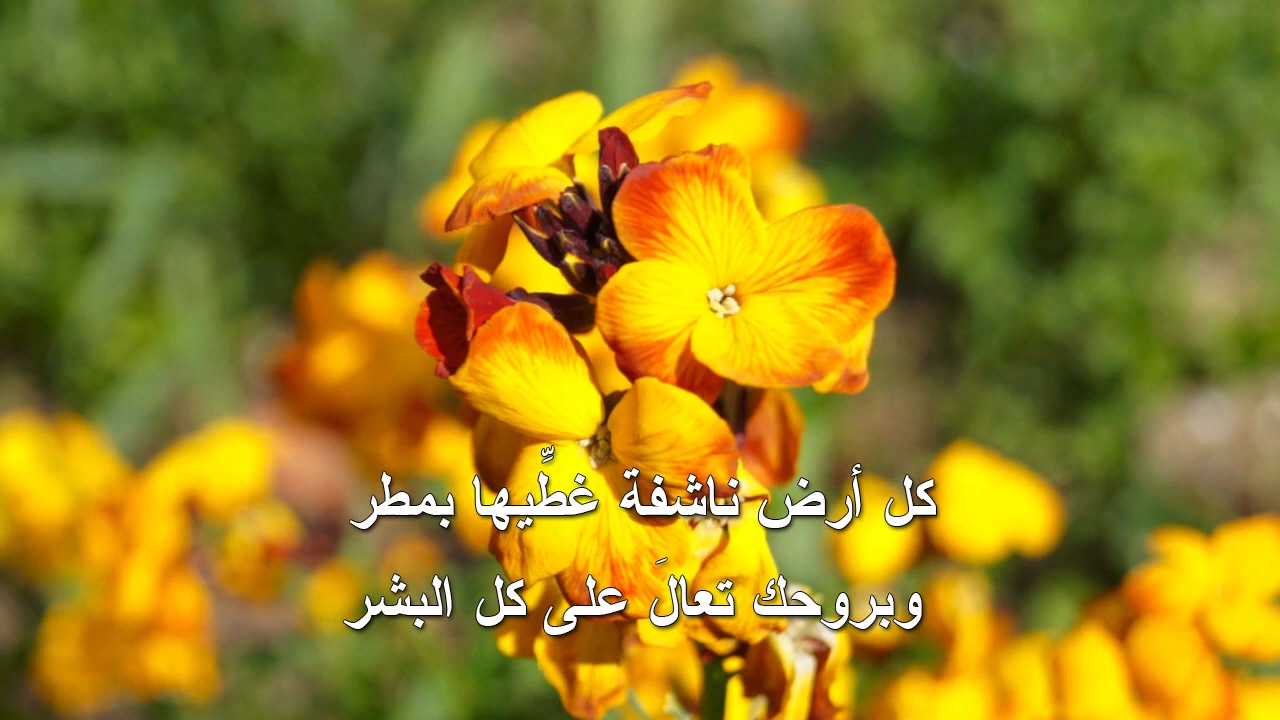 كل أرض ناشفة غطِّيها بمطر
وبروحك تعالَ على كل البشر